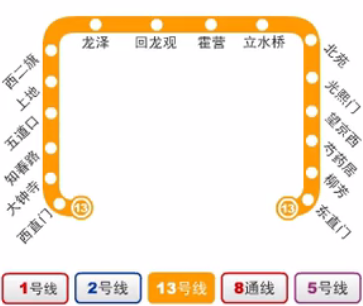 龙泽
回龙观
霍营
立水桥
北苑
光熙门
望京西
芍药居
柳芳
东直门
西二旗
上地
五道口
知春路
大钟寺
西直门
13
13
1号线
2号线
13号线
8通线
5号线